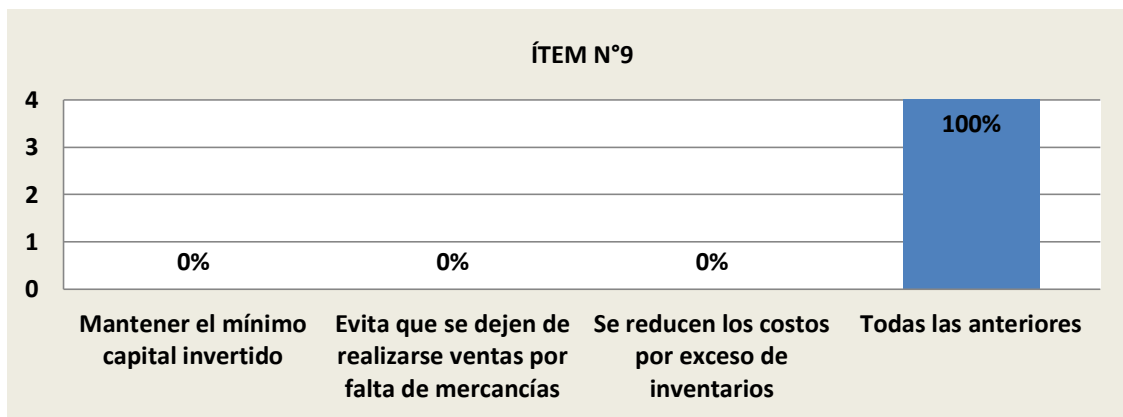 ÍTEM N°9
4
3
2
1
0
0%
0%
0%
100%
Mantener el mínimo
capital invertido
Evita que se dejen de
realizarse ventas por
falta de mercancías
Se reducen los costos
por exceso de
inventarios
Todas las anteriores